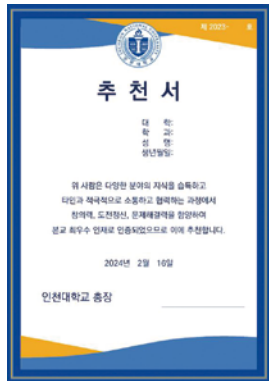 제 2023- 호
추 천 서
대 학:
학 과:
성 명:
생년월일:
위 사람은 다양한 분야의 지식을 습득하고
타인과 적극적으로 소통하고 협력하는 과정에서
창의력, 도전정신, 문제해결력을 함양하여
본교 최우수 인재로 인증되었으므로 이에 추천합니다.
2024년 2월 16일
인천대학교 총장